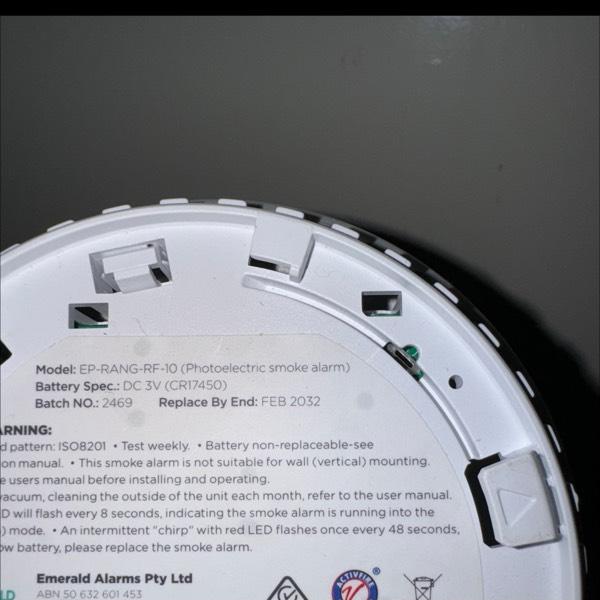 Model: EP-RANG-RF-10 (Photoelectric smoke alarm)
Battery Spec.: DC 3V (CR17450)
Batch NO.: 2469 Replace By End: FEB 2032
ARNING:
d pattern: ISO8201 • Test weekly. • Battery non-replaceable-see
on manual. • This smoke alarm is not suitable for wall (vertical) mounting.
e users manual before installing and operating.
vacuum, cleaning the outside of the unit each month, refer to the user manual.
D will flash every 8 seconds, indicating the smoke alarm is running into the
) mode. • An intermittent "chirp" with red LED flashes once every 48 seconds,
ow battery, please replace the smoke alarm.
LD Emerald Alarms Pty Ltd
ABN 50 632 601 453
ACTIVFIRE ®